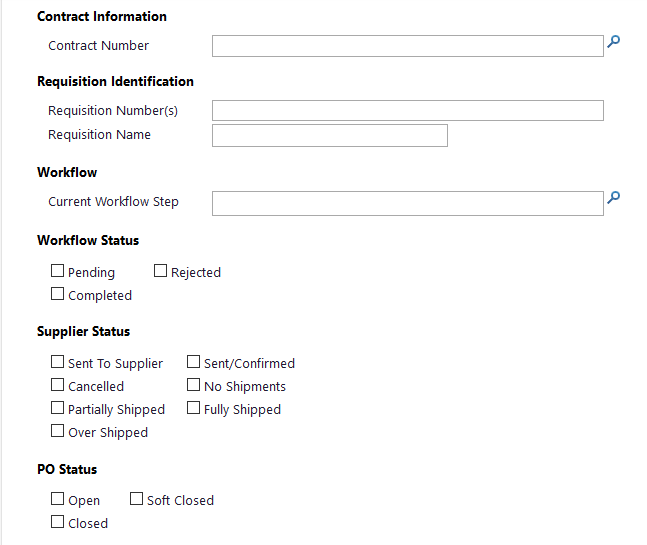 Contract Information
Contract Number
Requisition Identification
Requisition Number(s)
Requisition Name
Workflow
Current Workflow Step
Workflow Status
Pending Rejected
Completed
Supplier Status
Sent To Supplier Sent/Confirmed
Cancelled No Shipments
Partially Shipped Fully Shipped
Over Shipped
PO Status
Open Soft Closed
Closed